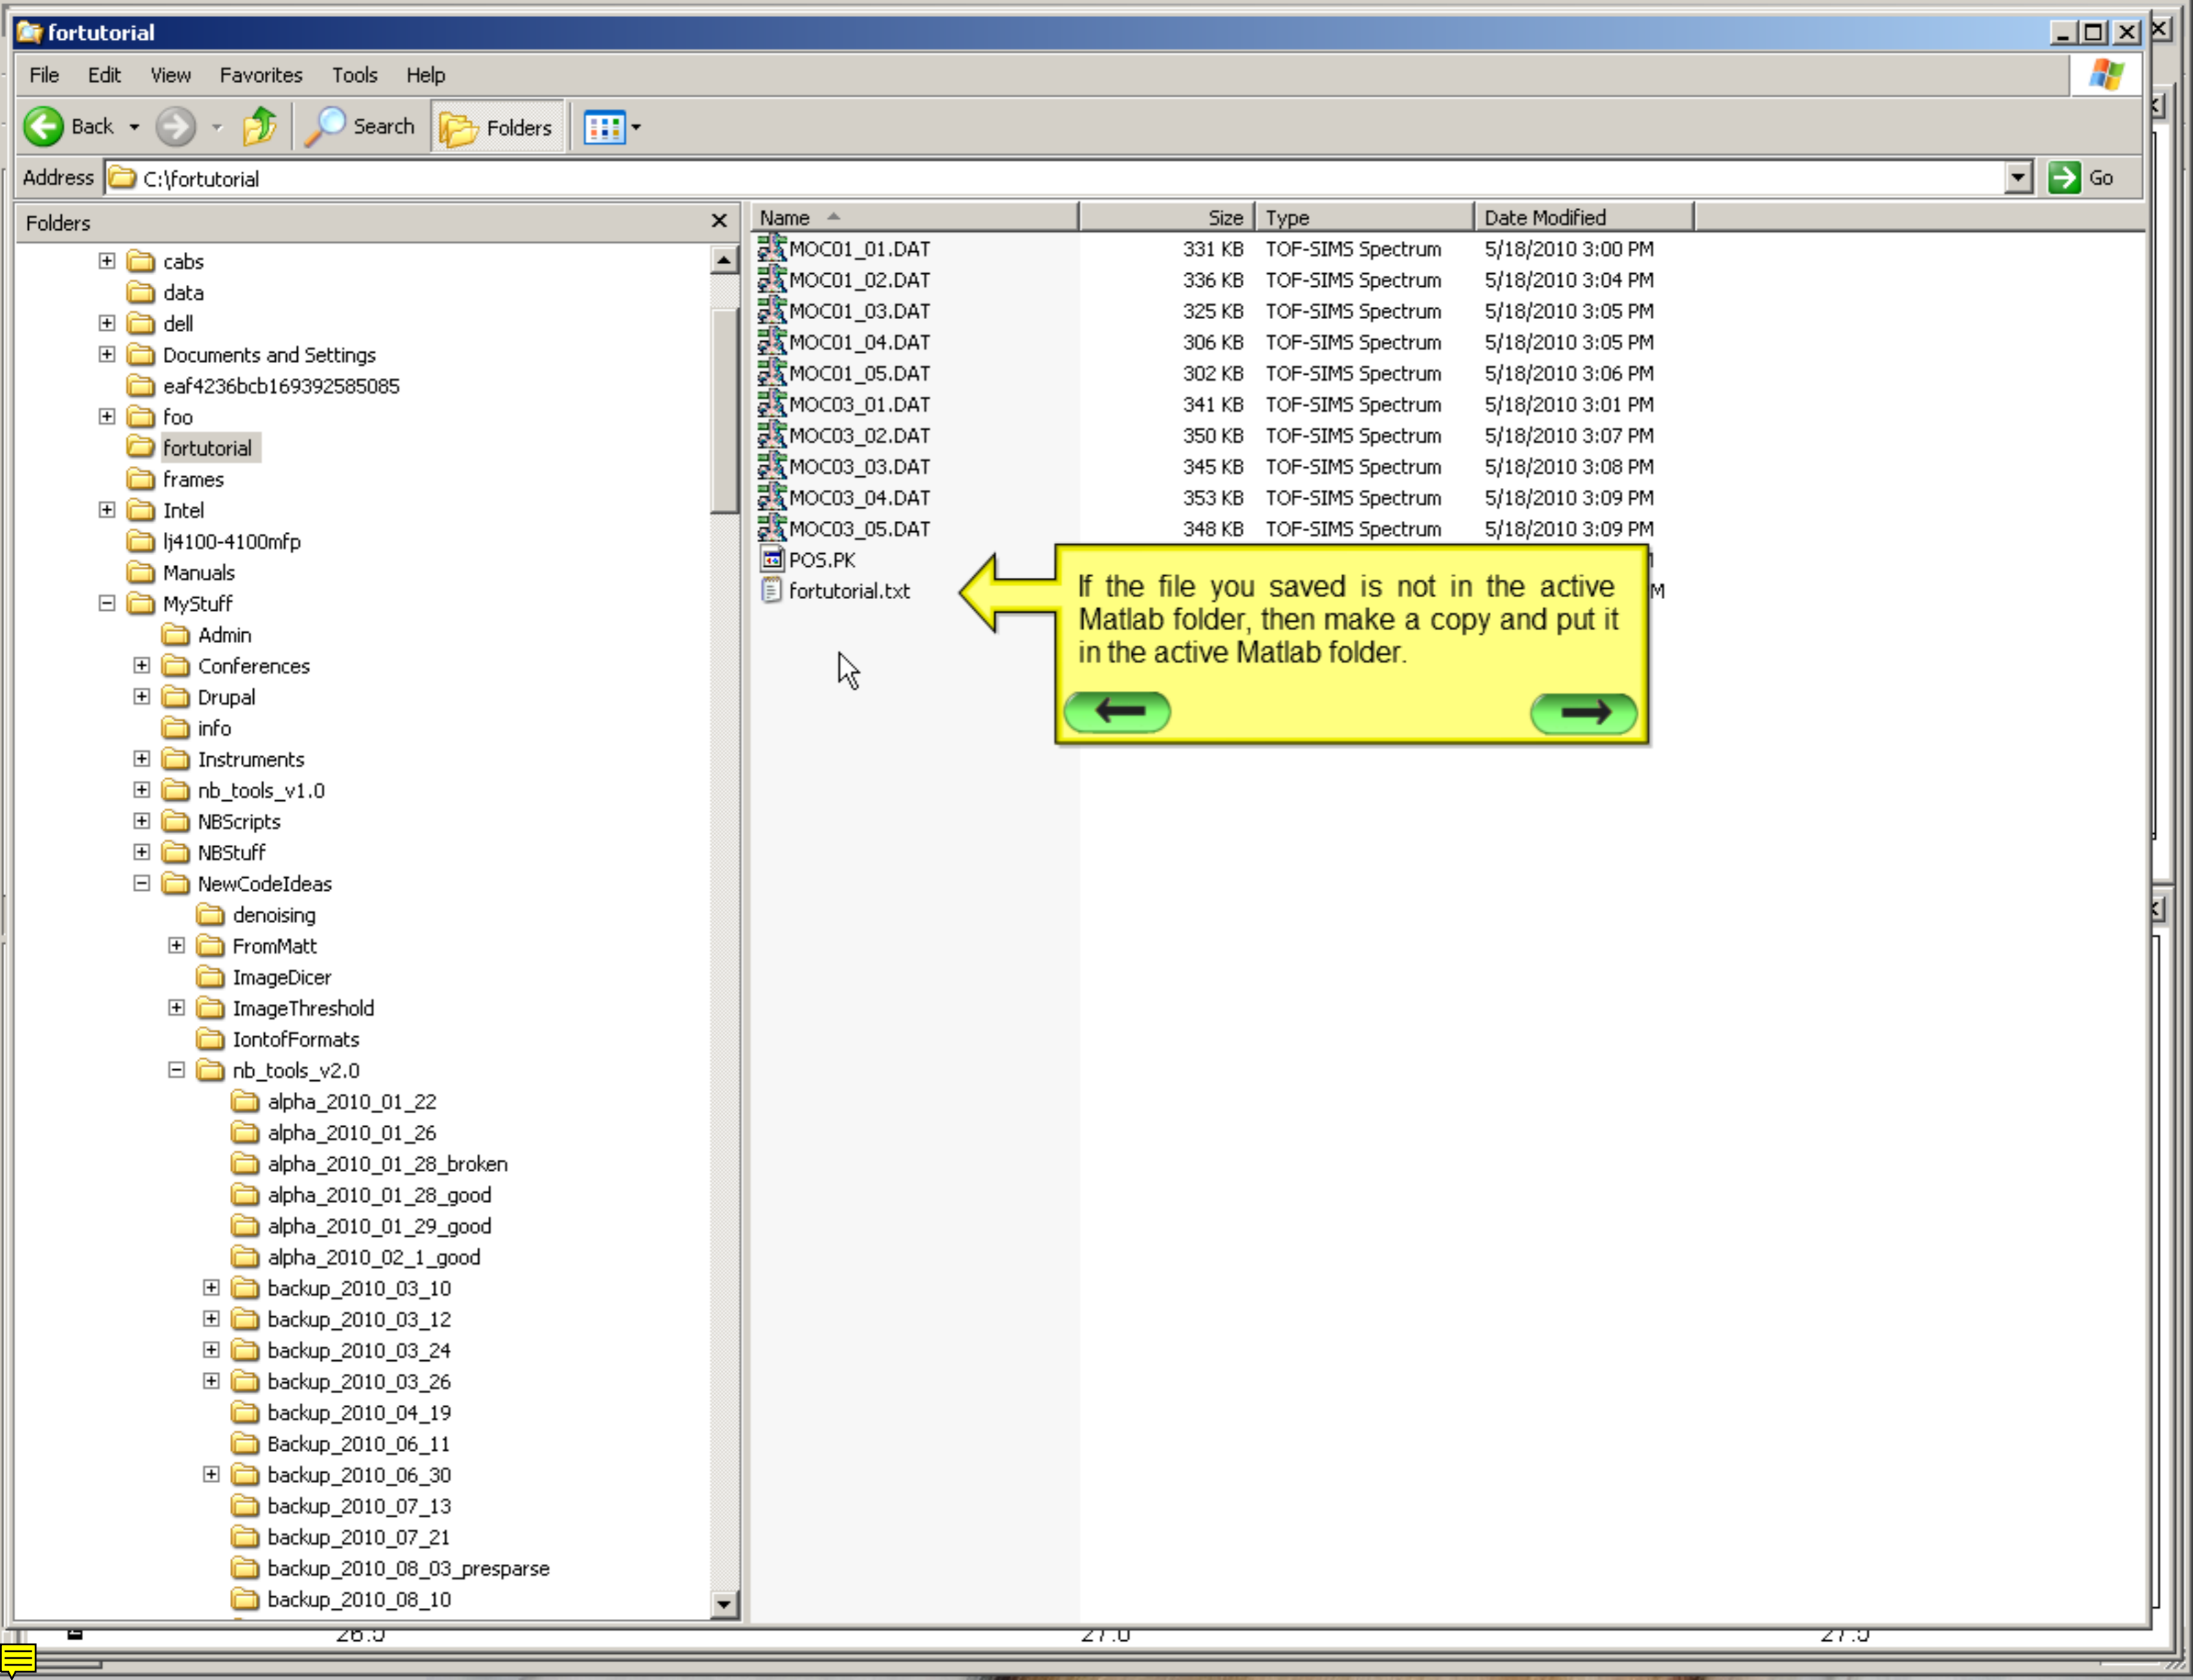 fortutorial
File Edit View Favorites Tools Help
Back Search Folders
Address C:\fortutorial Go
Folders
cabs
data
dell
Documents and Settings
eaf4236bcb169392585085
foo
fortutorial
frames
Intel
lj4100-4100mfp
Manuals
MyStuff
Admin
Conferences
Drupal
info
Instruments
nb_tools_v1.0
NBScripts
NBStuff
NewCodeIdeas
denoising
FromMatt
ImageDicer
ImageThreshold
IontofFormats
nb_tools_v2.0
alpha_2010_01_22
alpha_2010_01_26
alpha_2010_01_28_broken
alpha_2010_01_28_good
alpha_2010_01_29_good
alpha_2010_02_1_good
backup_2010_03_10
backup_2010_03_12
backup_2010_03_24
backup_2010_03_26
backup_2010_04_19
Backup_2010_06_11
backup_2010_06_30
backup_2010_07_13
backup_2010_07_21
backup_2010_08_03_presparse
backup_2010_08_10
Name Size Type Date Modified
MOC01_01.DAT 331 KB TOF-SIMS Spectrum 5/18/2010 3:00 PM
MOC01_02.DAT 336 KB TOF-SIMS Spectrum 5/18/2010 3:04 PM
MOC01_03.DAT 325 KB TOF-SIMS Spectrum 5/18/2010 3:05 PM
MOC01_04.DAT 306 KB TOF-SIMS Spectrum 5/18/2010 3:05 PM
MOC01_05.DAT 302 KB TOF-SIMS Spectrum 5/18/2010 3:06 PM
MOC03_01.DAT 341 KB TOF-SIMS Spectrum 5/18/2010 3:01 PM
MOC03_02.DAT 350 KB TOF-SIMS Spectrum 5/18/2010 3:07 PM
MOC03_03.DAT 345 KB TOF-SIMS Spectrum 5/18/2010 3:08 PM
MOC03_04.DAT 353 KB TOF-SIMS Spectrum 5/18/2010 3:09 PM
MOC03_05.DAT 348 KB TOF-SIMS Spectrum 5/18/2010 3:09 PM
POS.PK
fortutorial.txt
If the file you saved is not in the active
Matlab folder, then make a copy and put it
in the active Matlab folder.